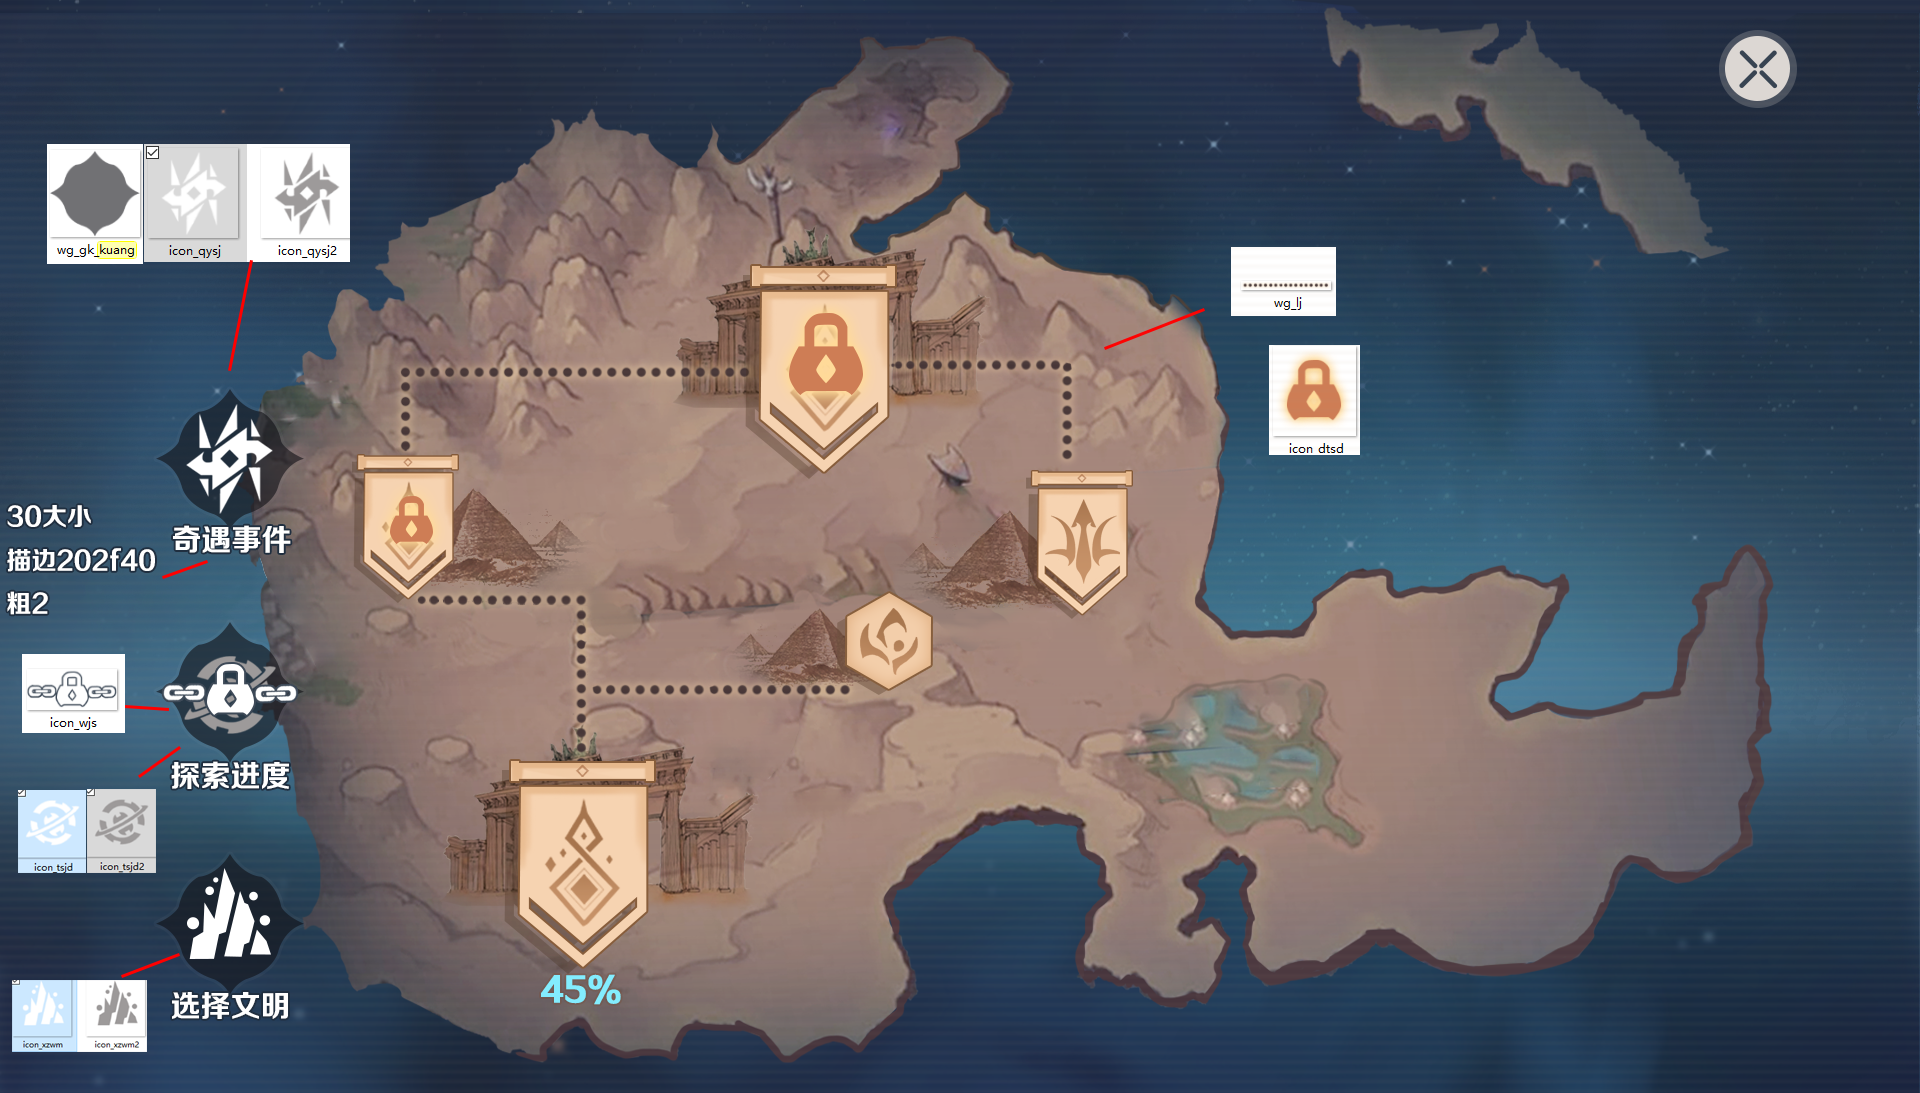 wg_gk_kuang
icon_qysj
icon_qysj2
wg_lj
icon_dtsd
奇遇事件
30大小
描边202f40
粗2
icon_wjs
探索进度
icon_tsjd
icon_tsjd2
选择文明
45%
icon_xzwm
icon_xzwm2